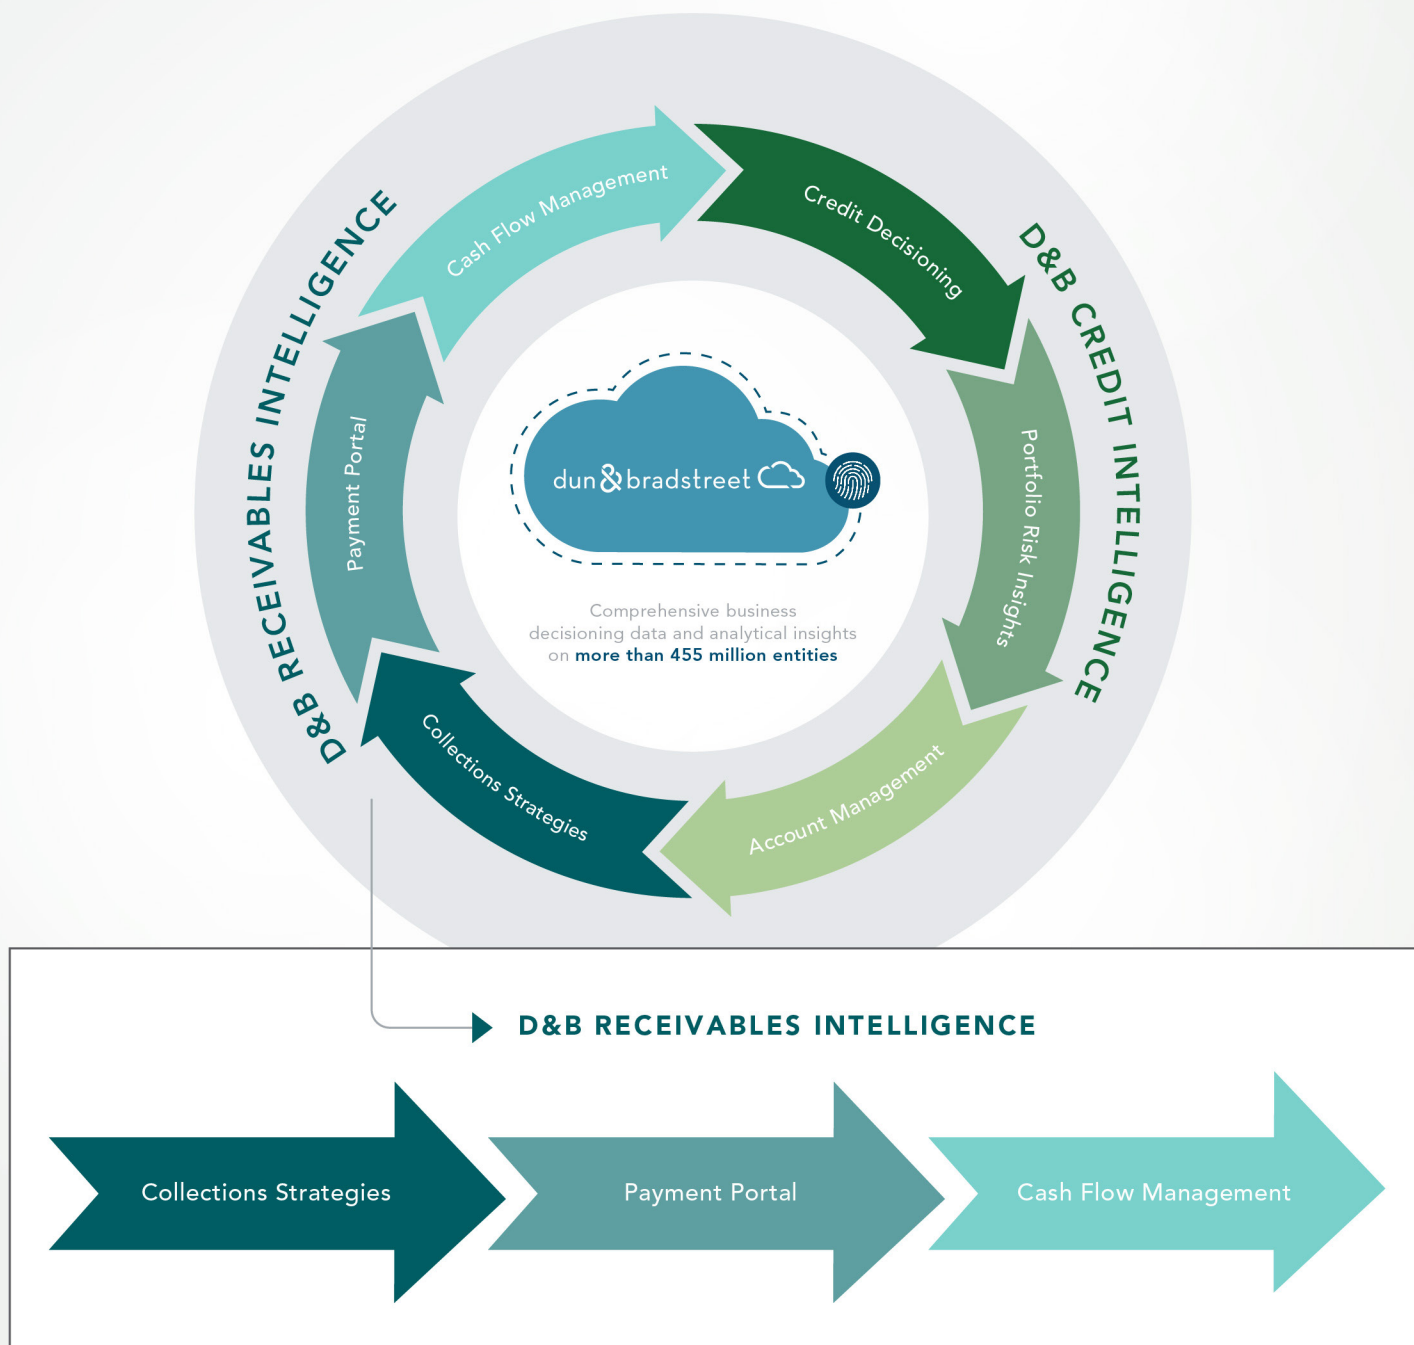 D&B RECEIVABLES INTELLIGENCE
Cash Flow Management
Credit Decisioning
D&B CREDIT INTELLIGENCE
Payment Portal
Portfolio Risk Insights
dun&bradstreet
Comprehensive business
decisioning data and analytical insights
on more than 455 million entities
Collections Strategies
Account Management
D&B RECEIVABLES INTELLIGENCE
Collections Strategies
Payment Portal
Cash Flow Management